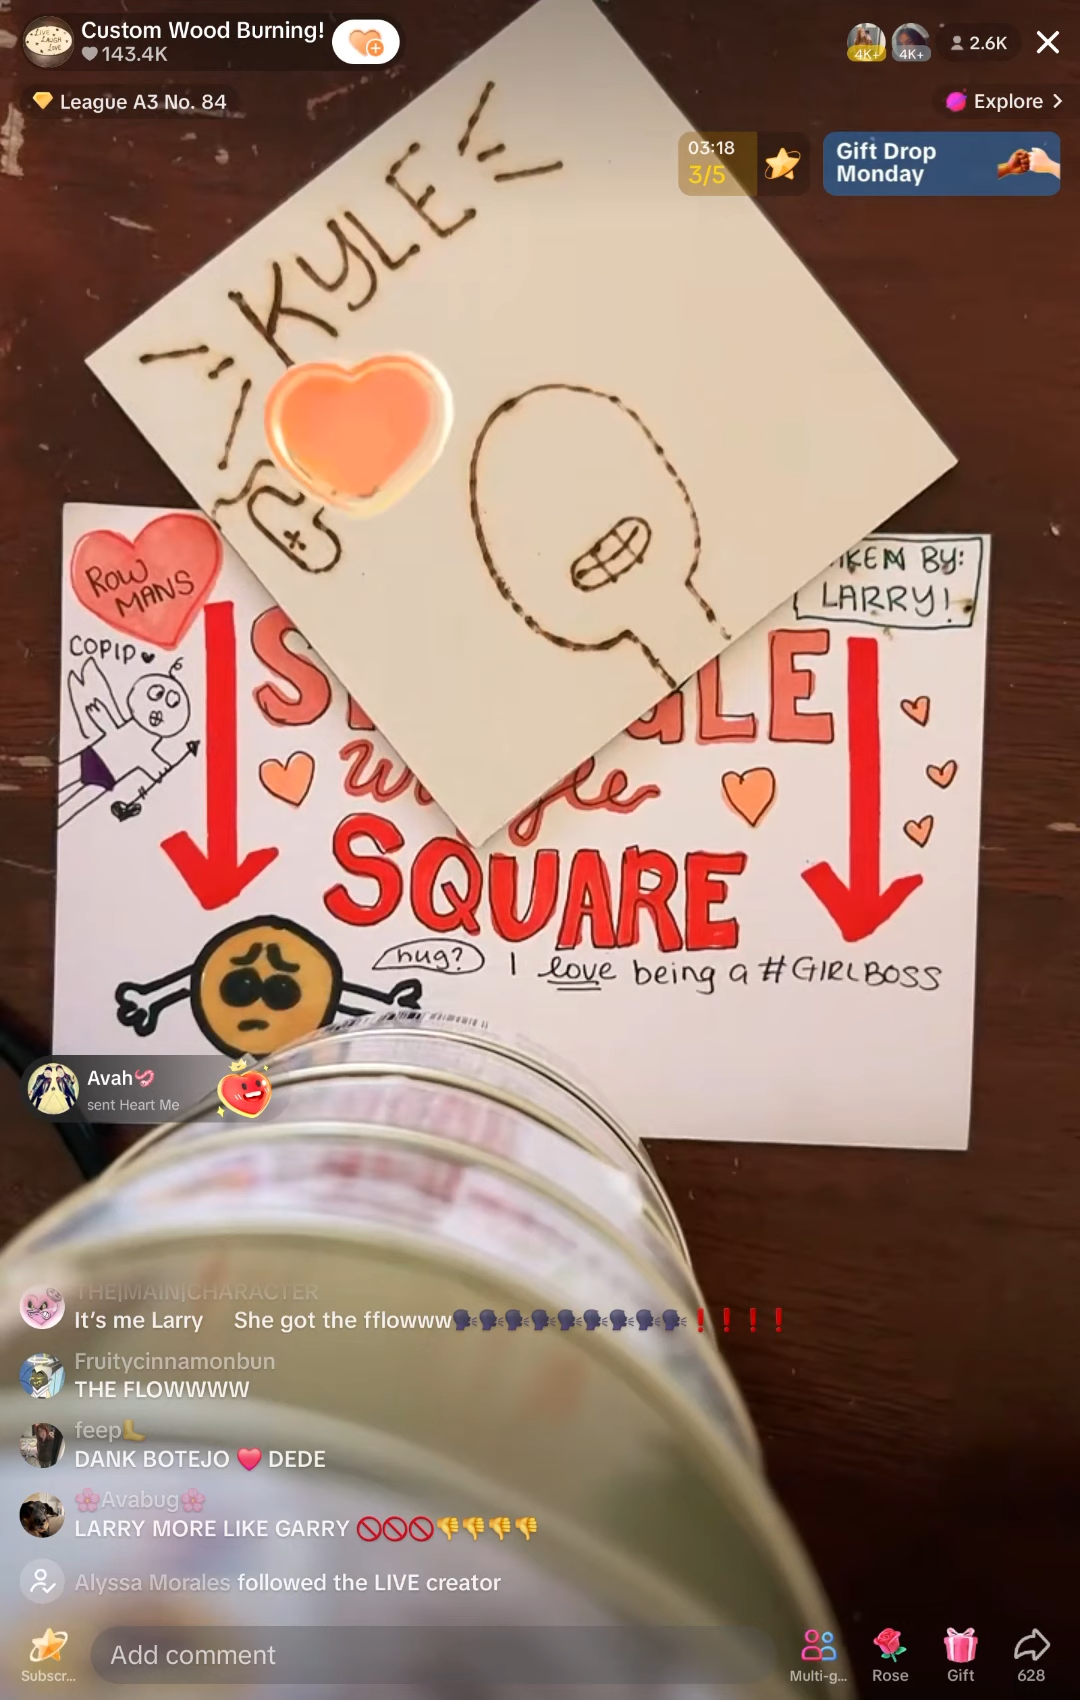 Custom Wood Burning!
143.4K
4K+
4K+
2.6K
League A3 No. 84
Explore
03:18
3/5
Gift Drop
Monday
KYLE
ROW
MANS
COPID
KEN BY:
LARRY!
SQUARE
hug?
I love being a #GIRLBOSS
Avah
sent Heart Me
THE|MAIN|CHARACTER
It’s me Larry She got the fflowww🗣️🗣️🗣️🗣️🗣️🗣️🗣️🗣️🗣️❗❗❗❗
Fruitycinnamonbun
THE FLOWWWW
feep🦶
DANK BOTEJO ❤️ DEDE
🌸Avabug🌸
LARRY MORE LIKE GARRY 🚫🚫🚫👎👎👎👎
Alyssa Morales followed the LIVE creator
Subscr...
Add comment
Multi-g...
Rose
Gift
628